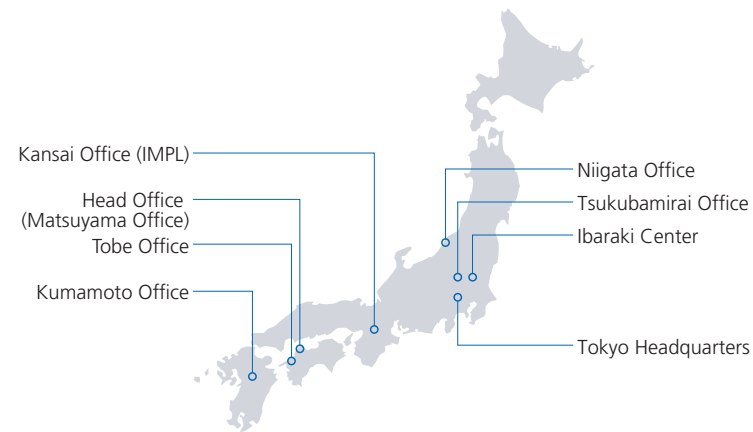 Kansai Office (IMPL)
Head Office
(Matsuyama Office)
Tobe Office
Kumamoto Office
Niigata Office
Tsukubamirai Office
Ibaraki Center
Tokyo Headquarters